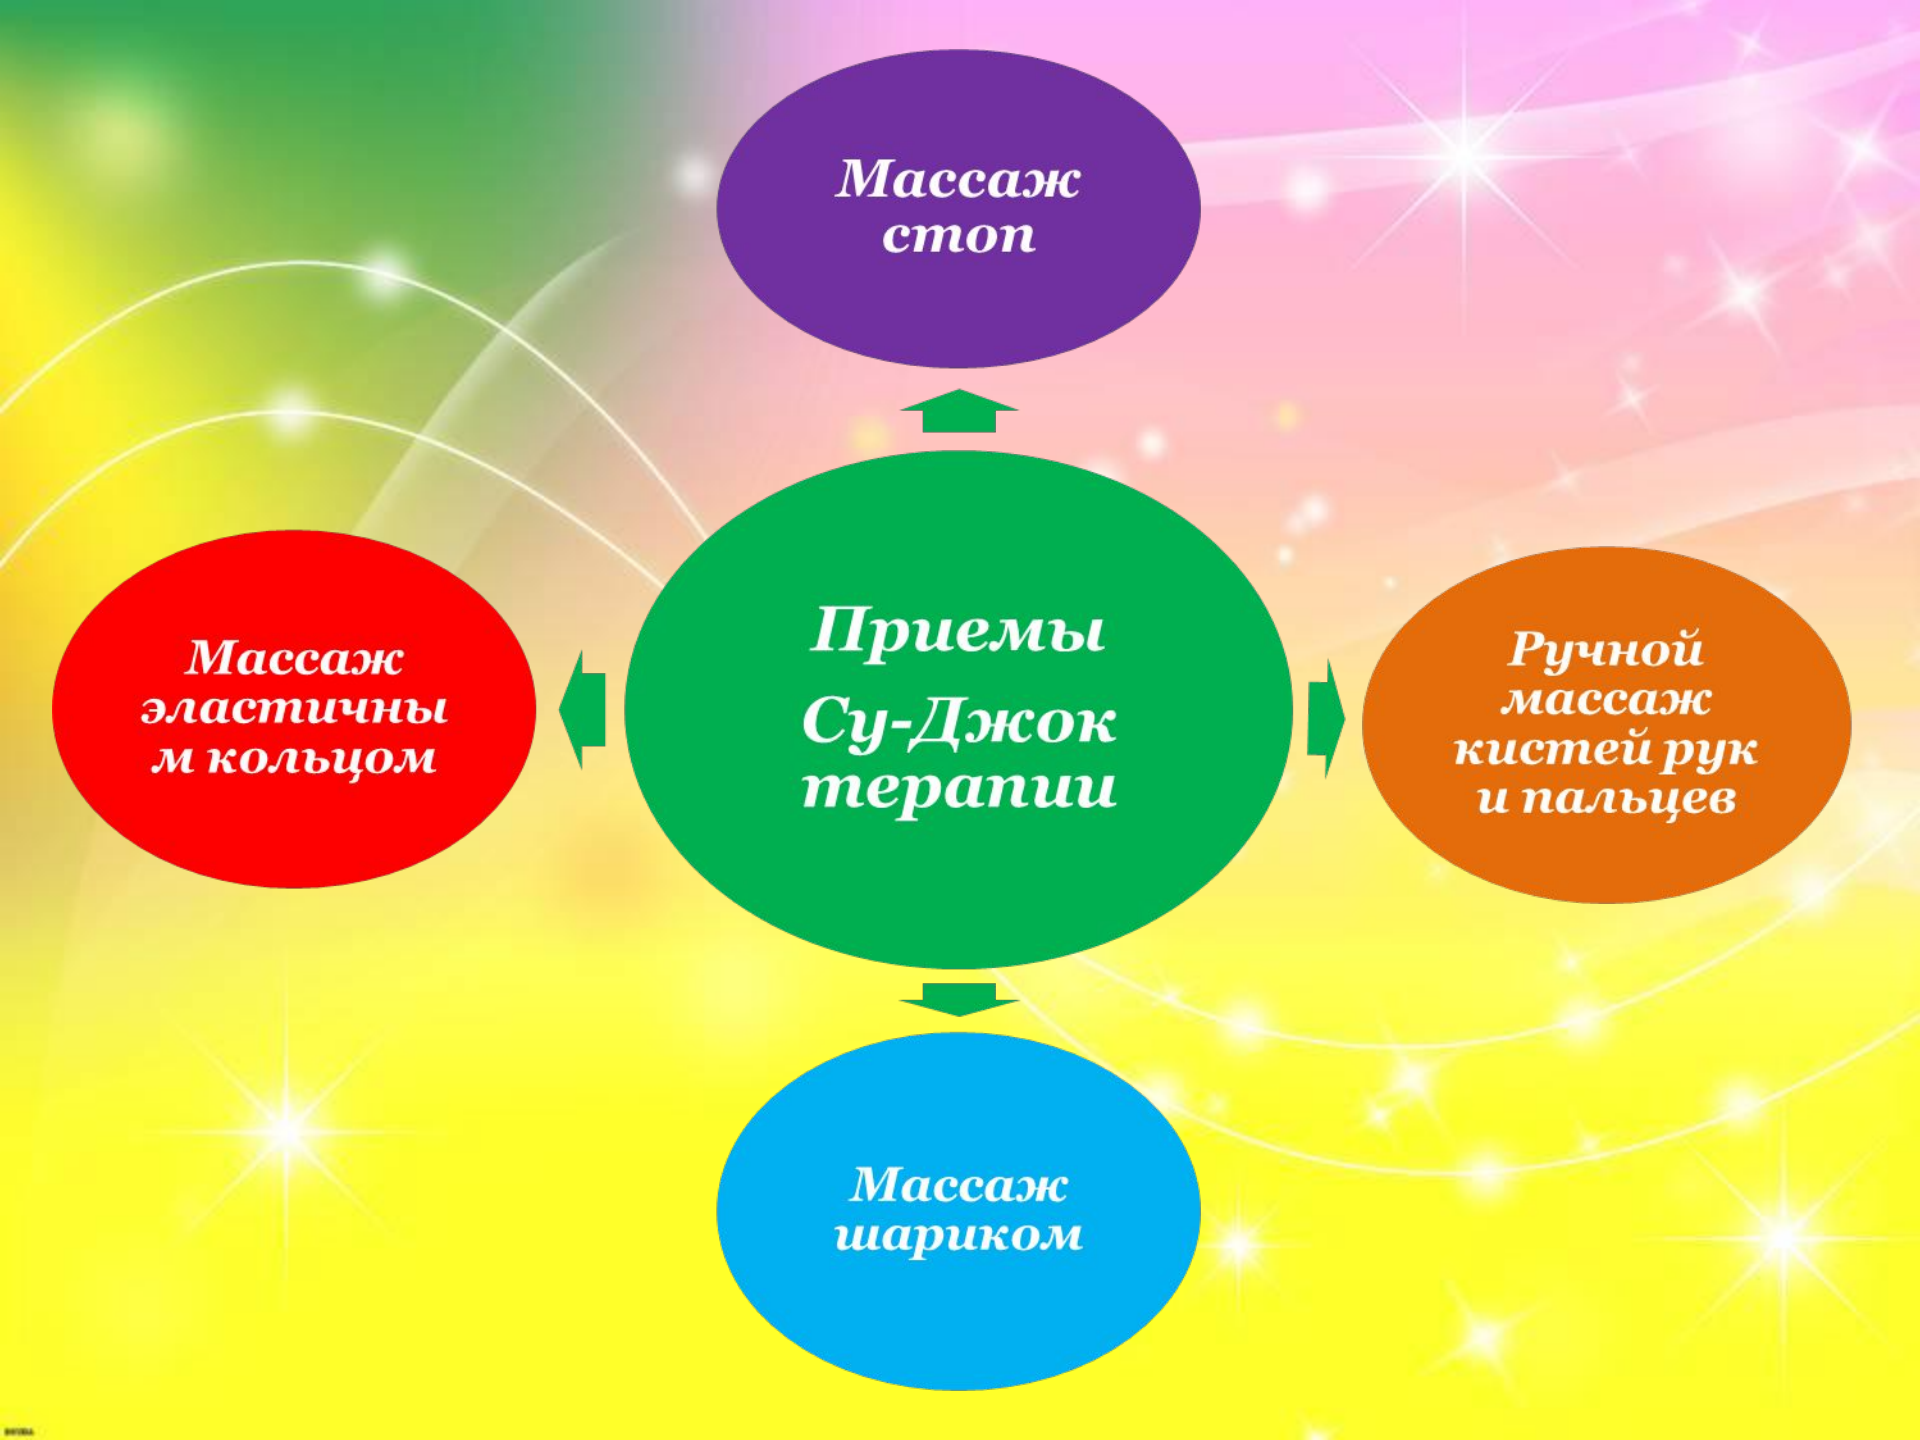 Массаж
стоп
Приемы
Су-Джок
терапии
Массаж
эластичны
м кольцом
Ручной
массаж
кистей рук
и пальцев
Массаж
шариком